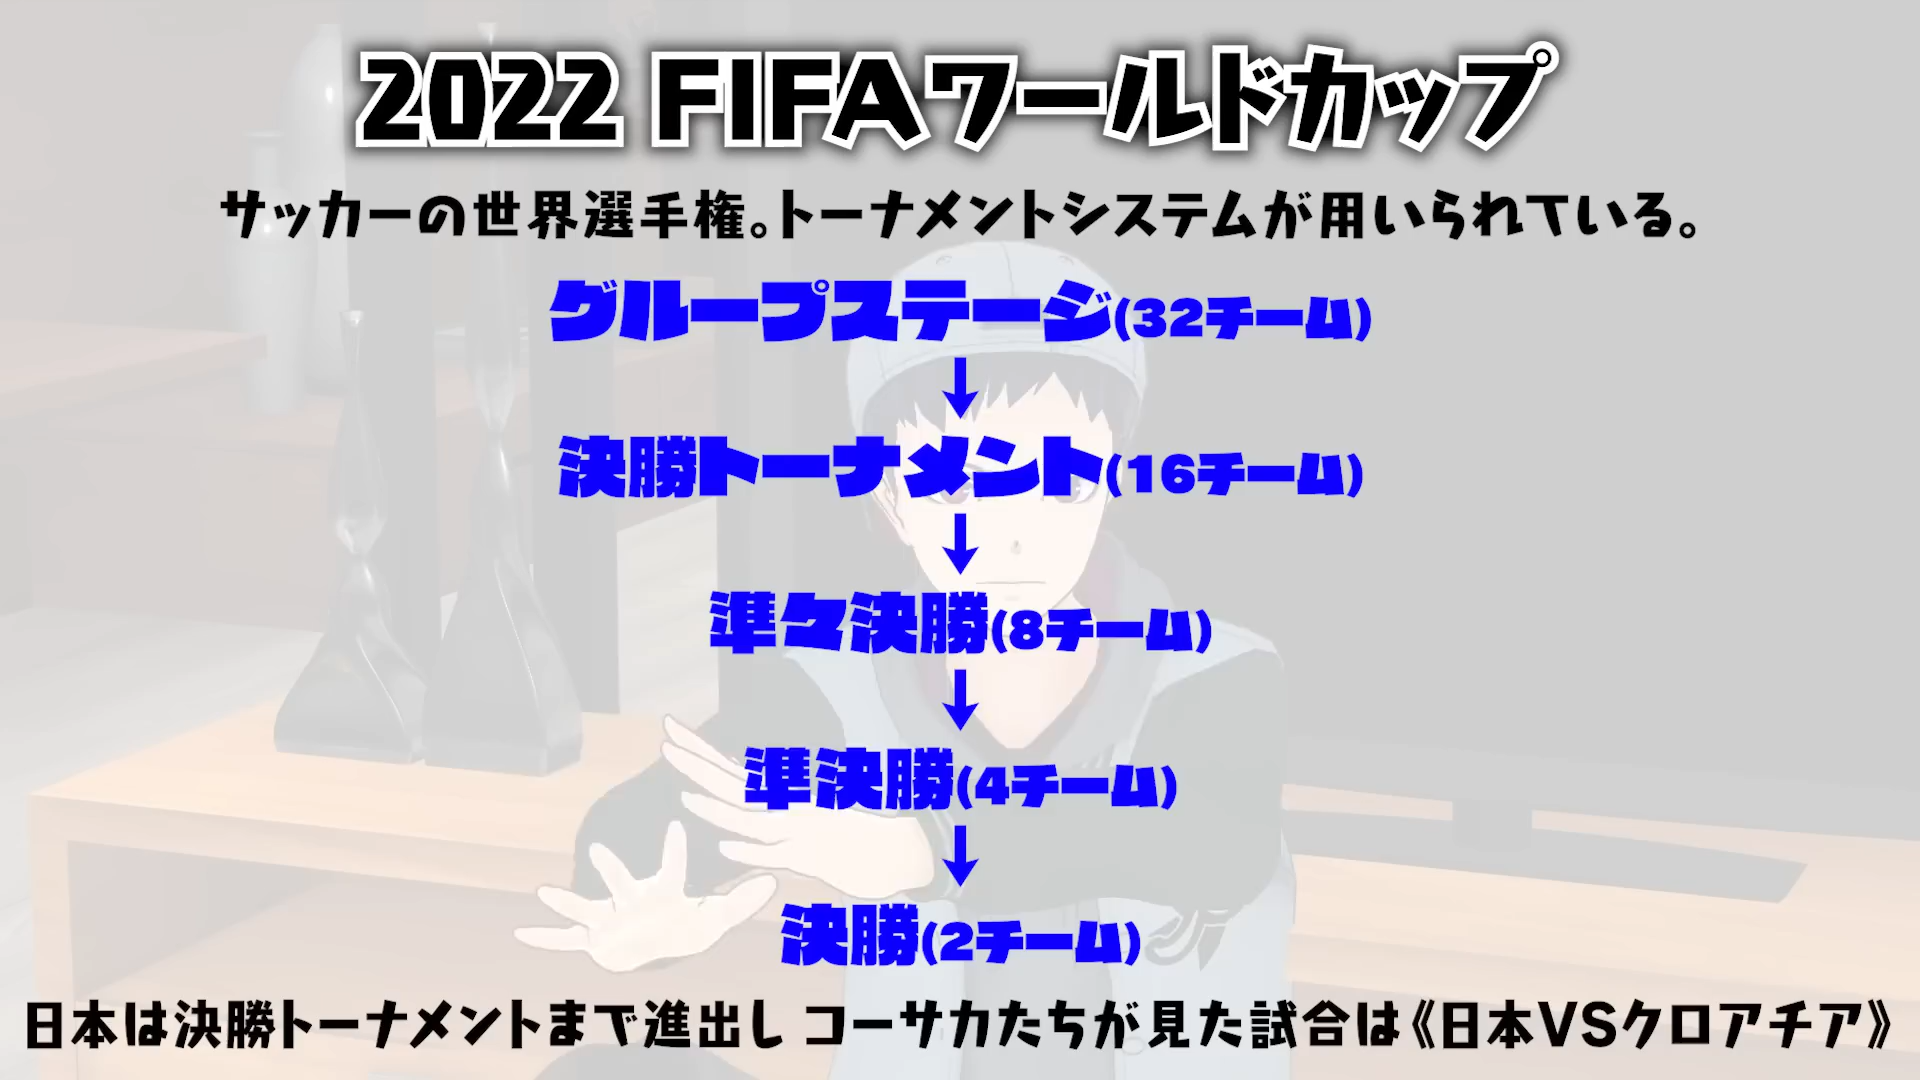 2022 FIFAワールドカップ
サッカーの世界選手権。トーナメントシステムが用いられている。
グループステージ(32チーム)
↓
決勝トーナメント(16チーム)
↓
準々決勝(8チーム)
↓
準決勝(4チーム)
↓
決勝(2チーム)
日本は決勝トーナメントまで進出し コーサカたちが見た試合は《日本VSクロアチア》